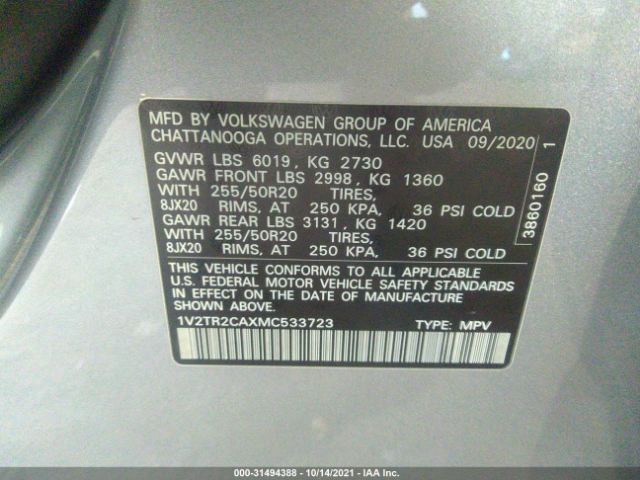 MFD BY VOLKSWAGEN GROUP OF AMERICA
CHATTANOOGA OPERATIONS, LLC. USA 09/2020
GVWR LBS 6019, KG 2730
GAWR FRONT LBS 2998, KG 1360
WITH 255/50R20 TIRES,
8JX20 RIMS, AT 250 KPA, 36 PSI COLD
GAWR REAR LBS 3131, KG 1420
WITH 255/50R20 TIRES,
8JX20 RIMS, AT 250 KPA, 36 PSI COLD
THIS VEHICLE CONFORMS TO ALL APPLICABLE
U.S. FEDERAL MOTOR VEHICLE SAFETY STANDARDS
IN EFFECT ON THE DATE OF MANUFACTURE
SHOWN ABOVE.
1V2TR2CAXMC533723 TYPE: MPV
3860160 1
000-31494388 - 10/14/2021 - IAA Inc.